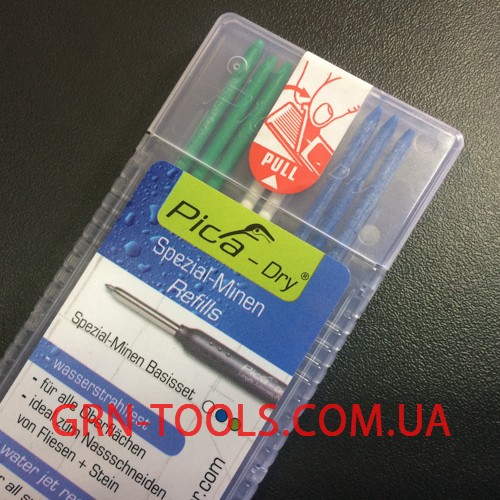 PULL
Pica-Dry®
Spezial-Minen
Refills
Spezial-Minen Basisset
- wasserstrahlfest
- für alle Oberflächen
- ideal zum Nassschneiden
von Fliesen + Stein
GRN-TOOLS.COM.UA